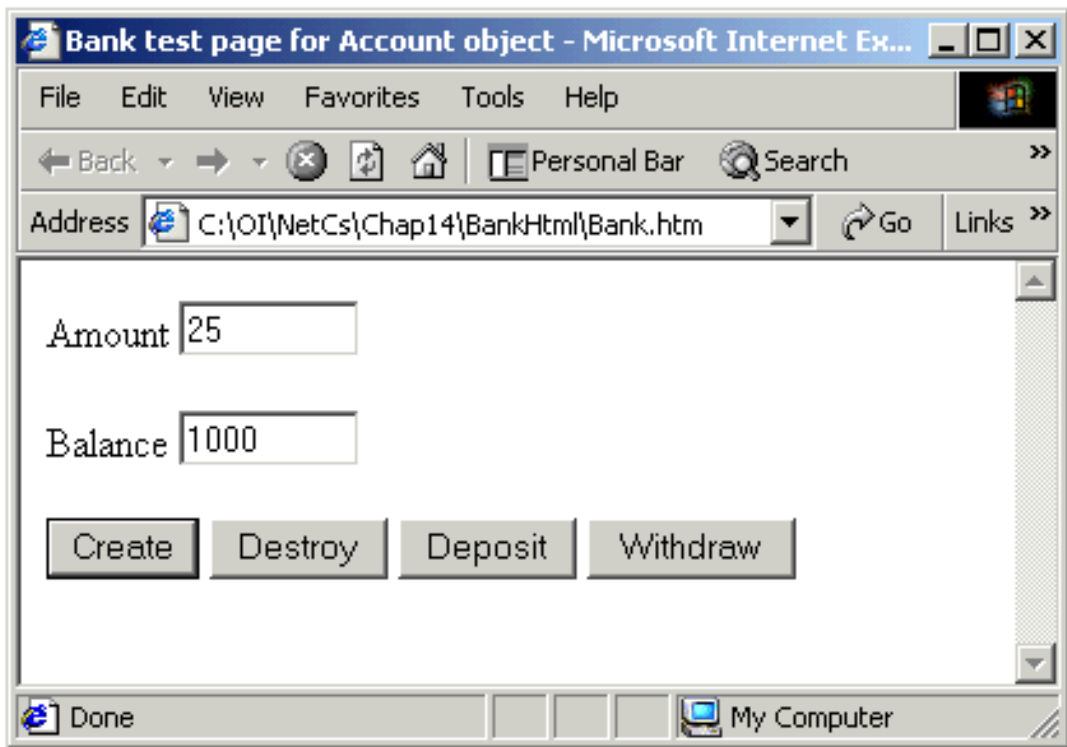 Bank test page for Account object - Microsoft Internet Ex...
File Edit View Favorites Tools Help
Back Personal Bar Search »
Address C:\OI\NetCs\Chap14\BankHtml\Bank.htm Go Links »
Amount 25
Balance 1000
Create Destroy Deposit Withdraw
Done My Computer